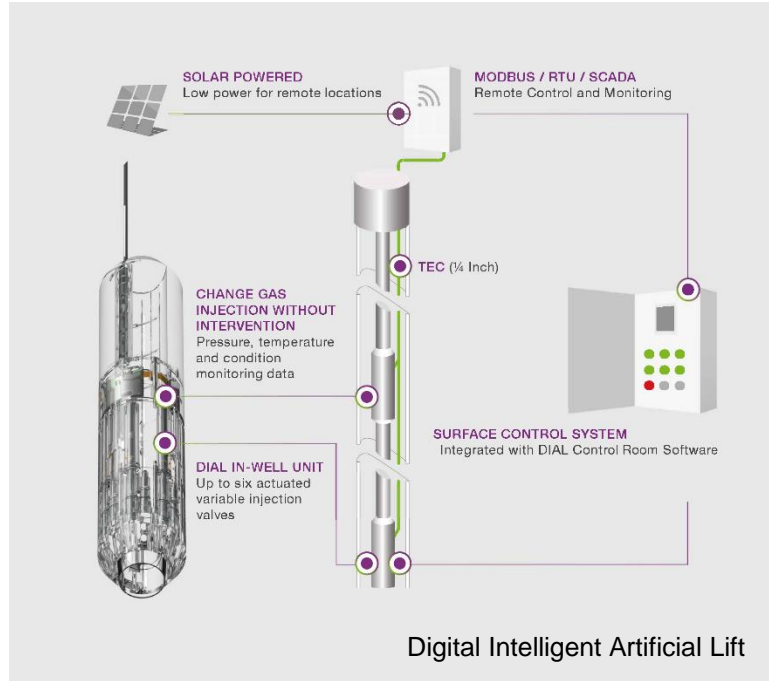 SOLAR POWERED
Low power for remote locations
MODBUS / RTU / SCADA
Remote Control and Monitoring
TEC (¼ Inch)
CHANGE GAS
INJECTION WITHOUT
INTERVENTION
Pressure, temperature
and condition
monitoring data
SURFACE CONTROL SYSTEM
Integrated with DIAL Control Room Software
DIAL IN-WELL UNIT
Up to six actuated
variable injection
valves
Digital Intelligent Artificial Lift